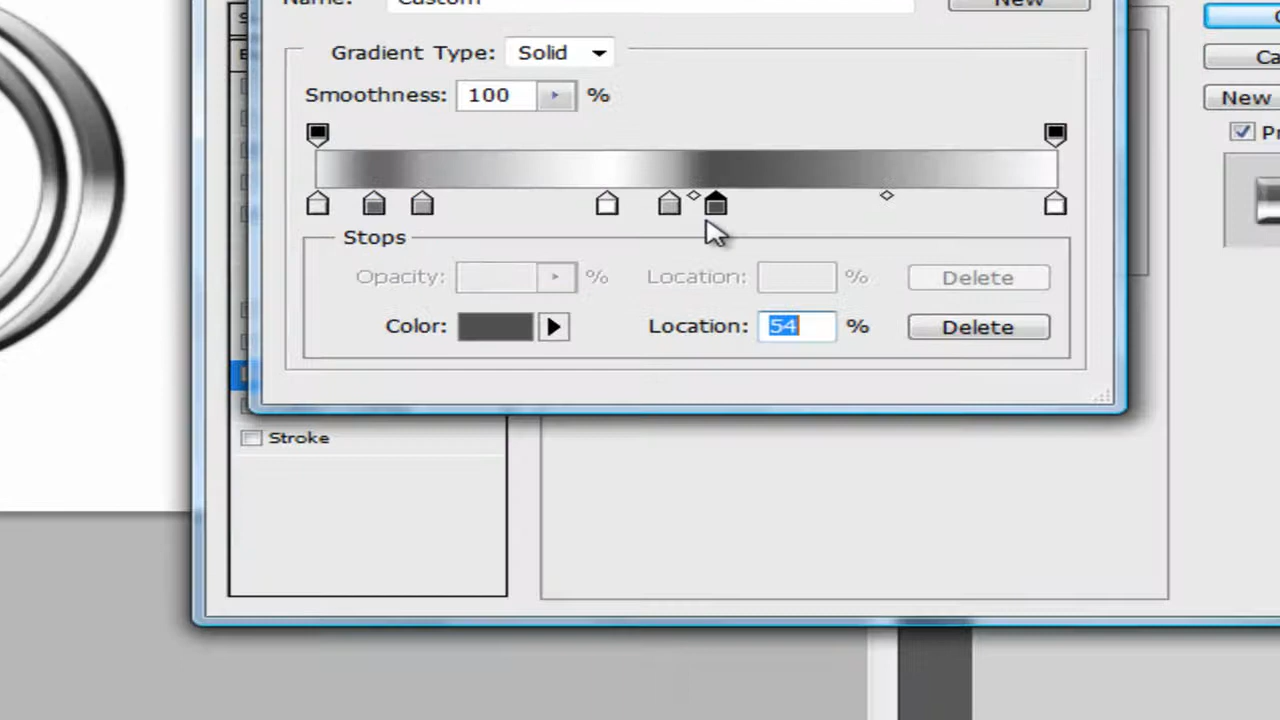 Name: Custom
New
Gradient Type: Solid
Smoothness: 100 %
New
Stops
Opacity: % Location: % Delete
Color: Location: 54 % Delete
Stroke